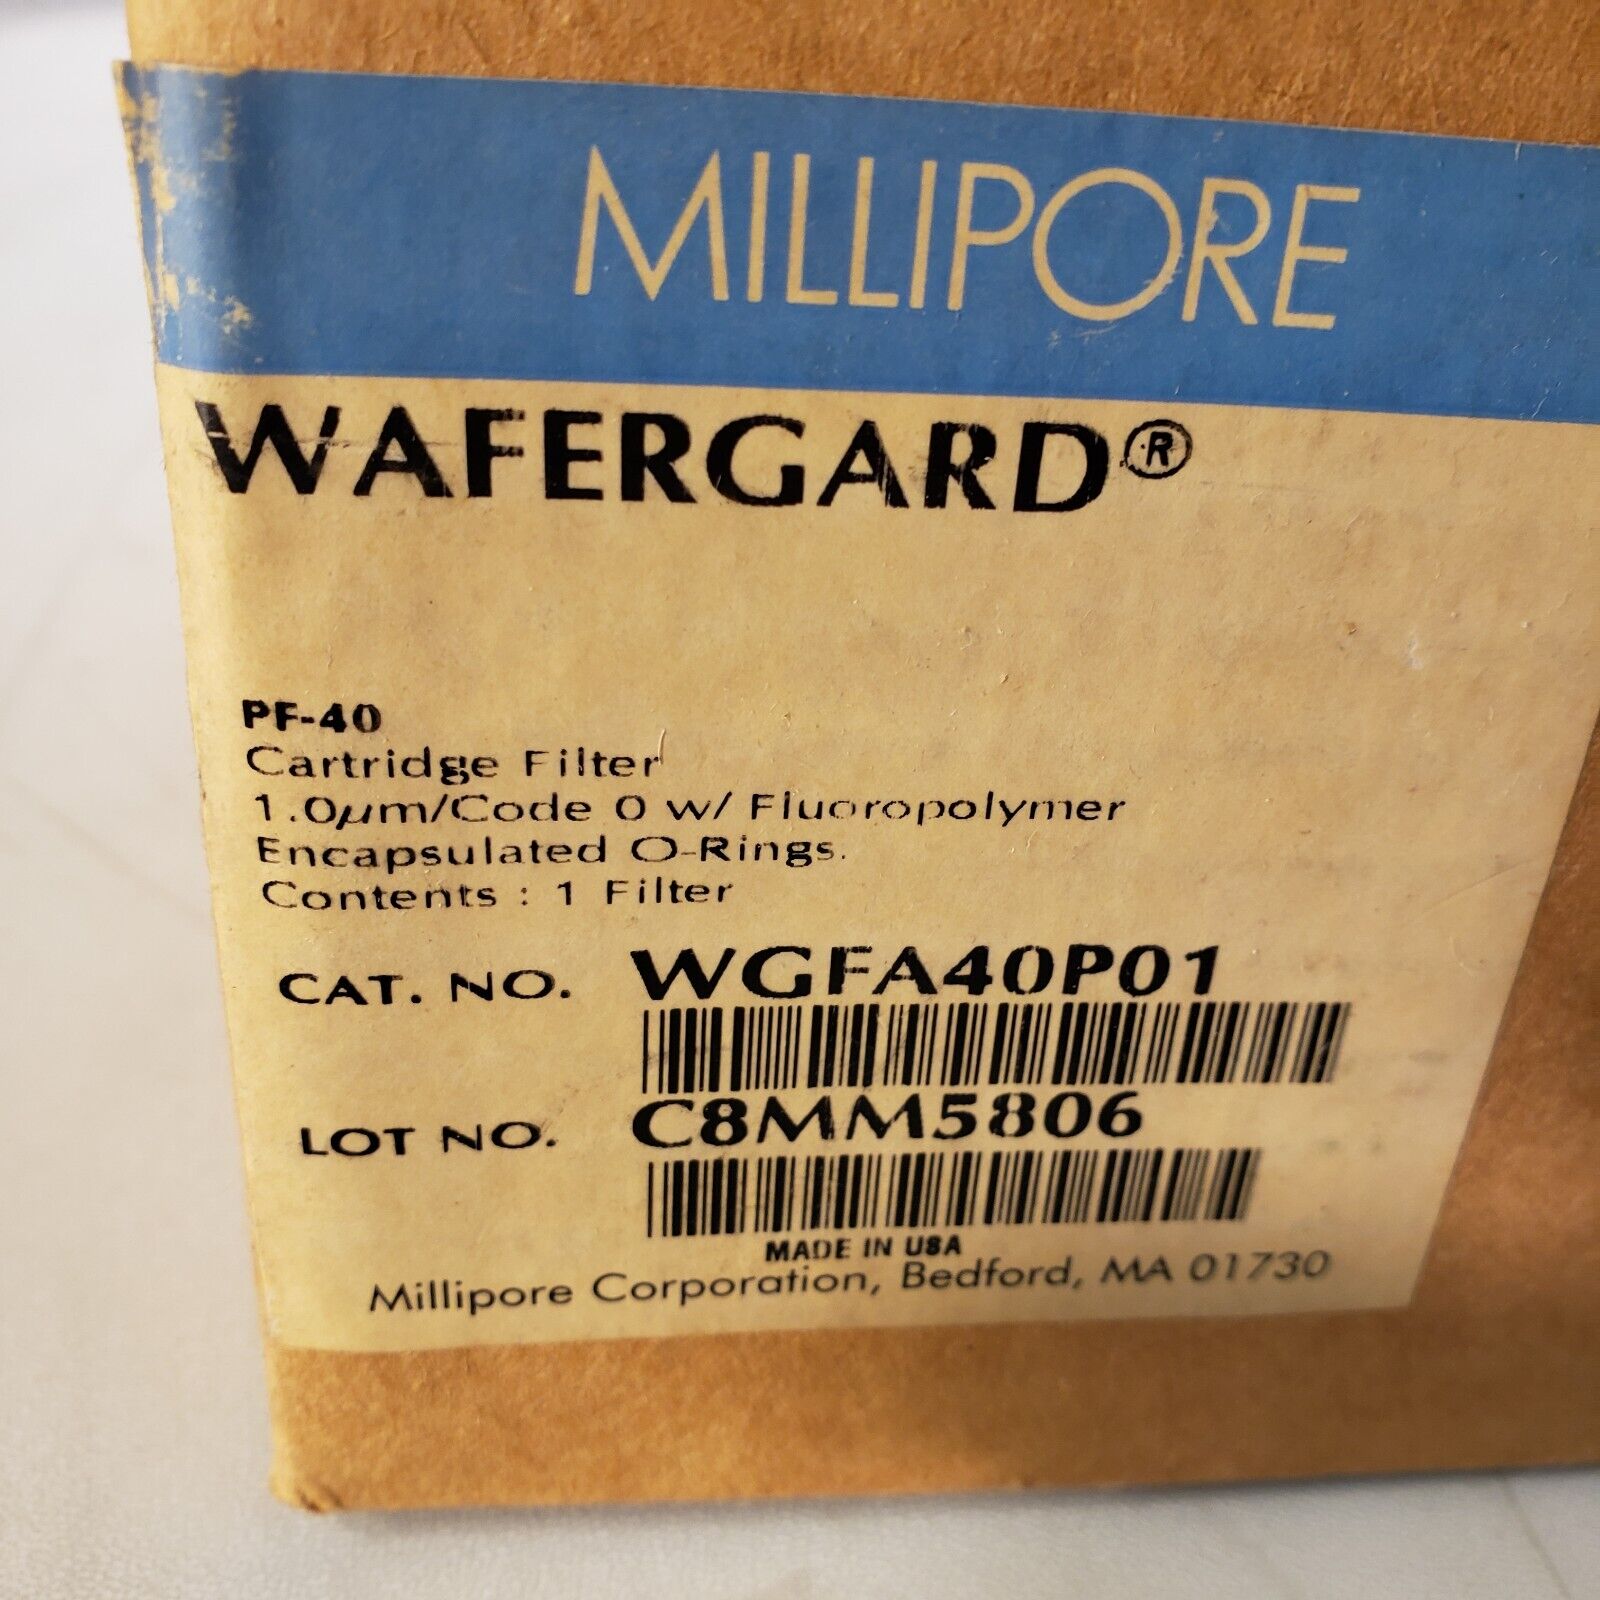 MILLIPORE
WAFERGARD®
PF-40
Cartridge Filter
1.0µm/Code 0 w/ Fluoropolymer
Encapsulated O-Rings.
Contents : 1 Filter
CAT. NO. WGFA40P01
LOT NO. C8MM5806
MADE IN USA
Millipore Corporation, Bedford, MA 01730